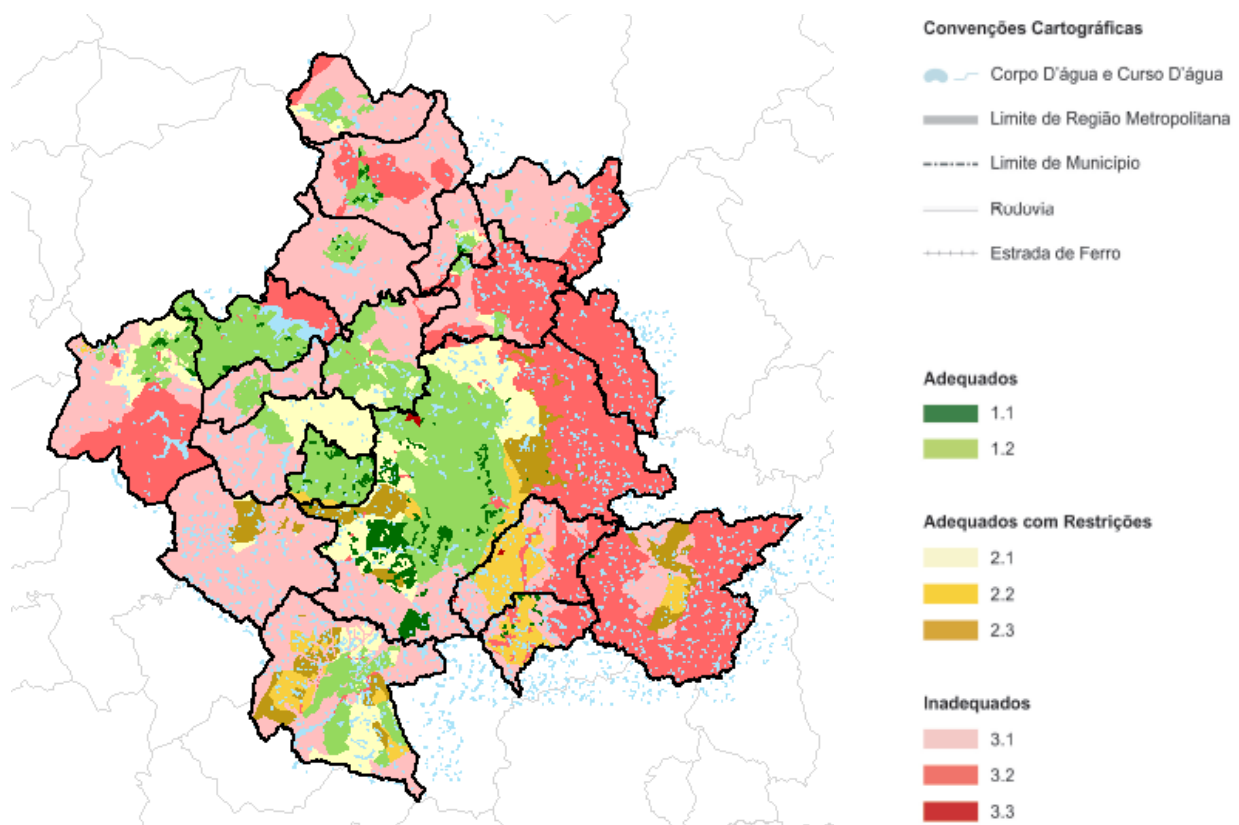 Convenções Cartográficas
Corpo D'água e Curso D'água
Limite de Região Metropolitana
Limite de Município
Rodovia
Estrada de Ferro
Adequados
1.1
1.2
Adequados com Restrições
2.1
2.2
2.3
Inadequados
3.1
3.2
3.3